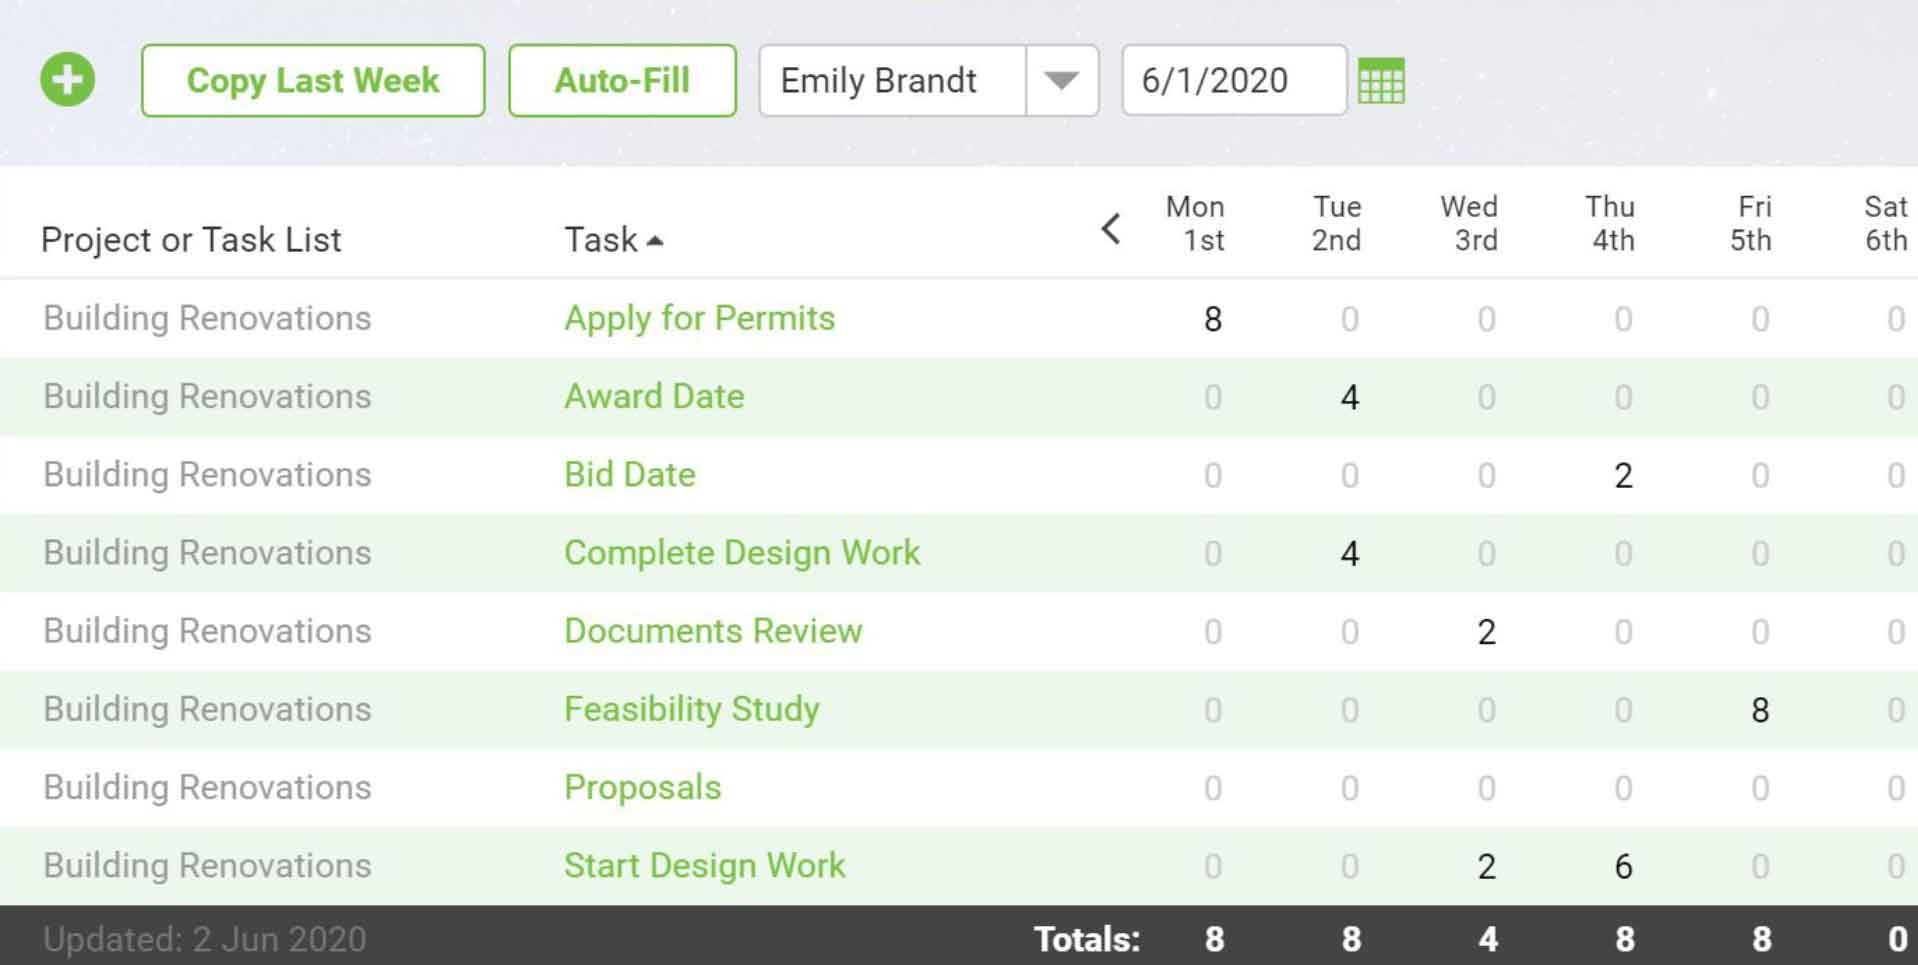 Copy Last Week Auto-Fill Emily Brandt 6/1/2020
Project or Task List Task Mon 1st Tue 2nd Wed 3rd Thu 4th Fri 5th Sat 6th
Building Renovations Apply for Permits 8 0 0 0 0 0
Building Renovations Award Date 0 4 0 0 0 0
Building Renovations Bid Date 0 0 0 2 0 0
Building Renovations Complete Design Work 0 4 0 0 0 0
Building Renovations Documents Review 0 0 2 0 0 0
Building Renovations Feasibility Study 0 0 0 0 8 0
Building Renovations Proposals 0 0 0 0 0 0
Building Renovations Start Design Work 0 0 2 6 0 0
Updated: 2 Jun 2020 Totals: 8 8 4 8 8 0